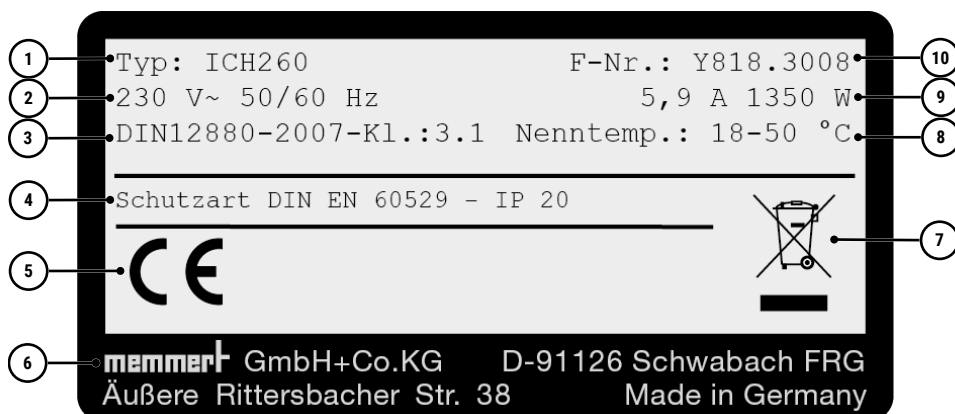 1 Typ: ICH260 F-Nr.: Y818.3008 10
2 230 V~ 50/60 Hz 5,9 A 1350 W 9
3 DIN12880-2007-Kl.:3.1 Nenntemp.: 18-50 °C 8
4 Schutzart DIN EN 60529 – IP 20
5 CE 7
6 memmert GmbH+Co.KG D-91126 Schwabach FRG
Äußere Rittersbacher Str. 38 Made in Germany